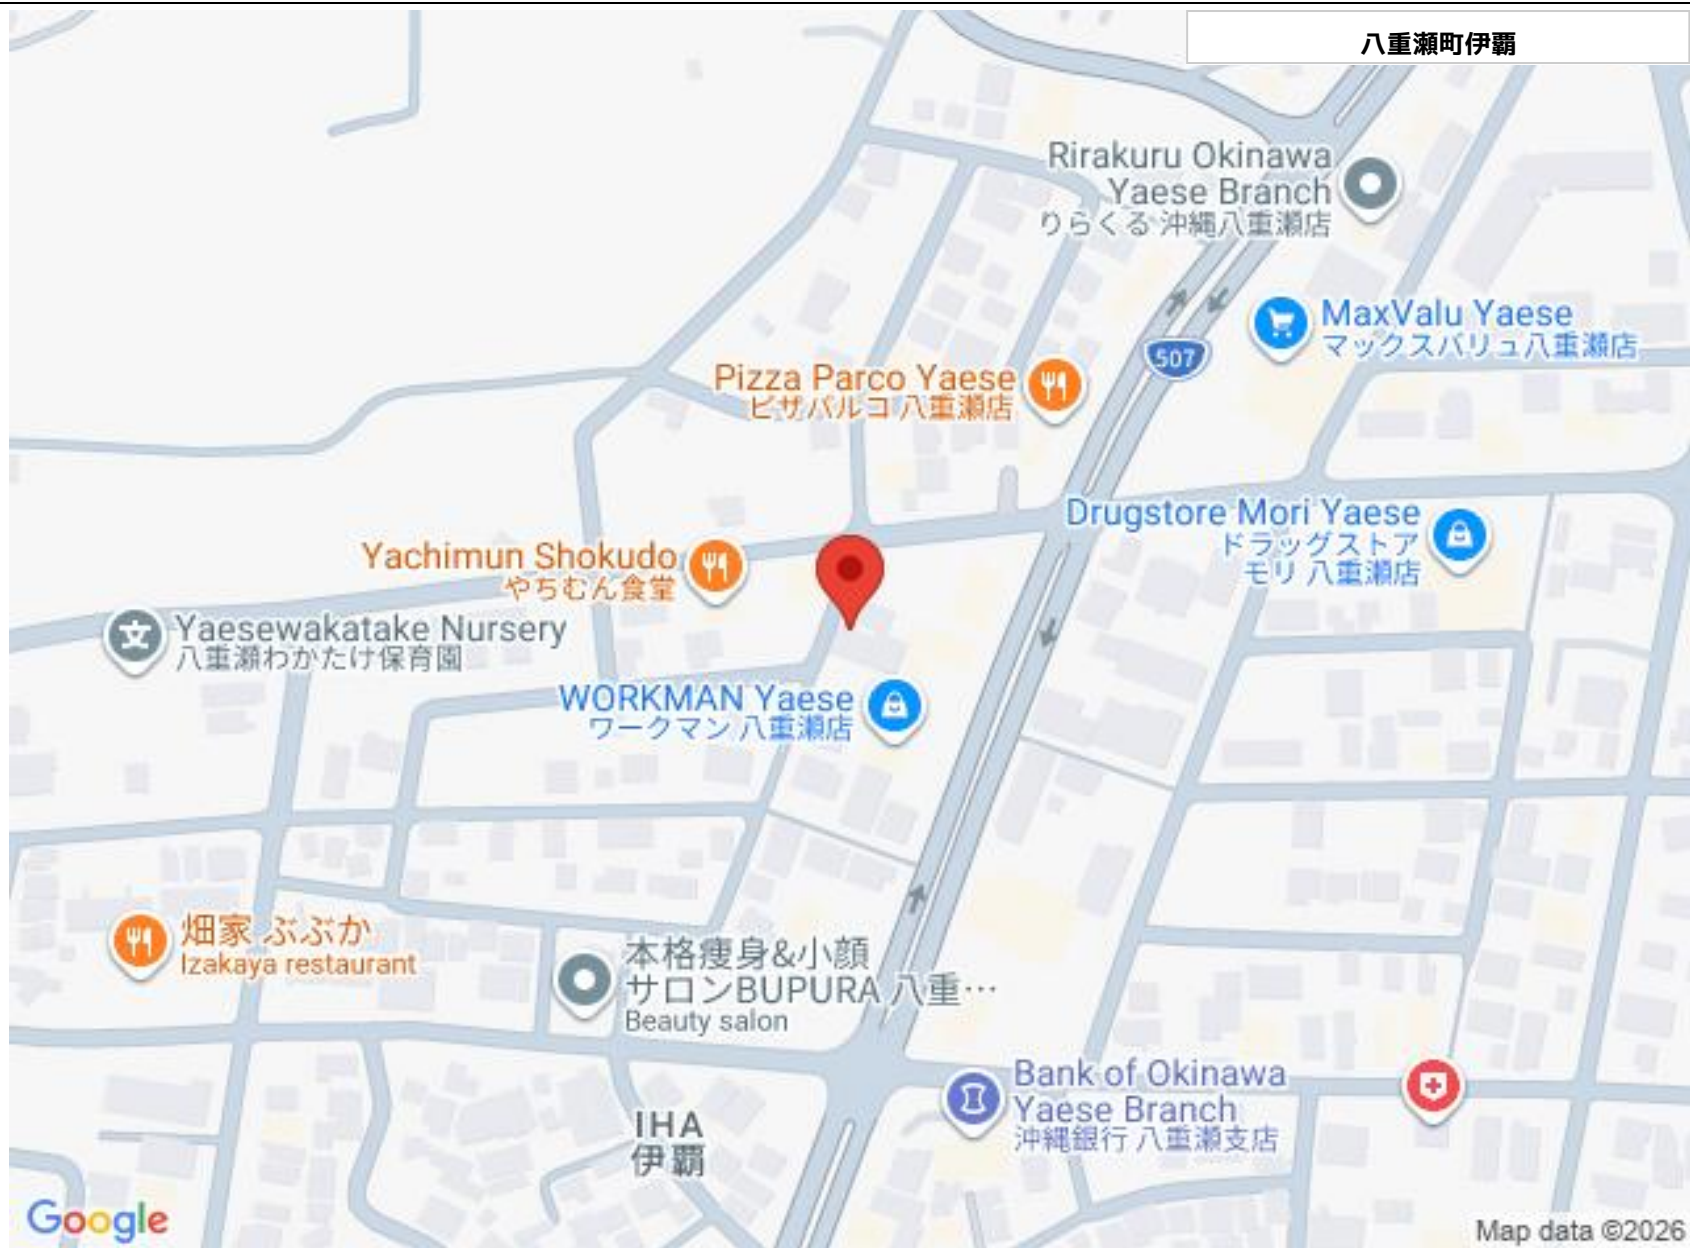 八重瀬町伊覇
Rirakuru Okinawa
Yaese Branch
りらくる 沖縄八重瀬店
MaxValu Yaese
マックスバリュ八重瀬店
507
Pizza Parco Yaese
ピザパルコ 八重瀬店
Drugstore Mori Yaese
ドラッグストア
モリ 八重瀬店
Yachimun Shokudo
やちむん食堂
Yaesewakatake Nursery
八重瀬わかたけ保育園
WORKMAN Yaese
ワークマン 八重瀬店
畑家 ぶぶか
Izakaya restaurant
本格痩身&小顔
サロンBUPURA 八重…
Beauty salon
Bank of Okinawa
Yaese Branch
沖縄銀行 八重瀬支店
IHA
伊覇
Google
Map data ©2026